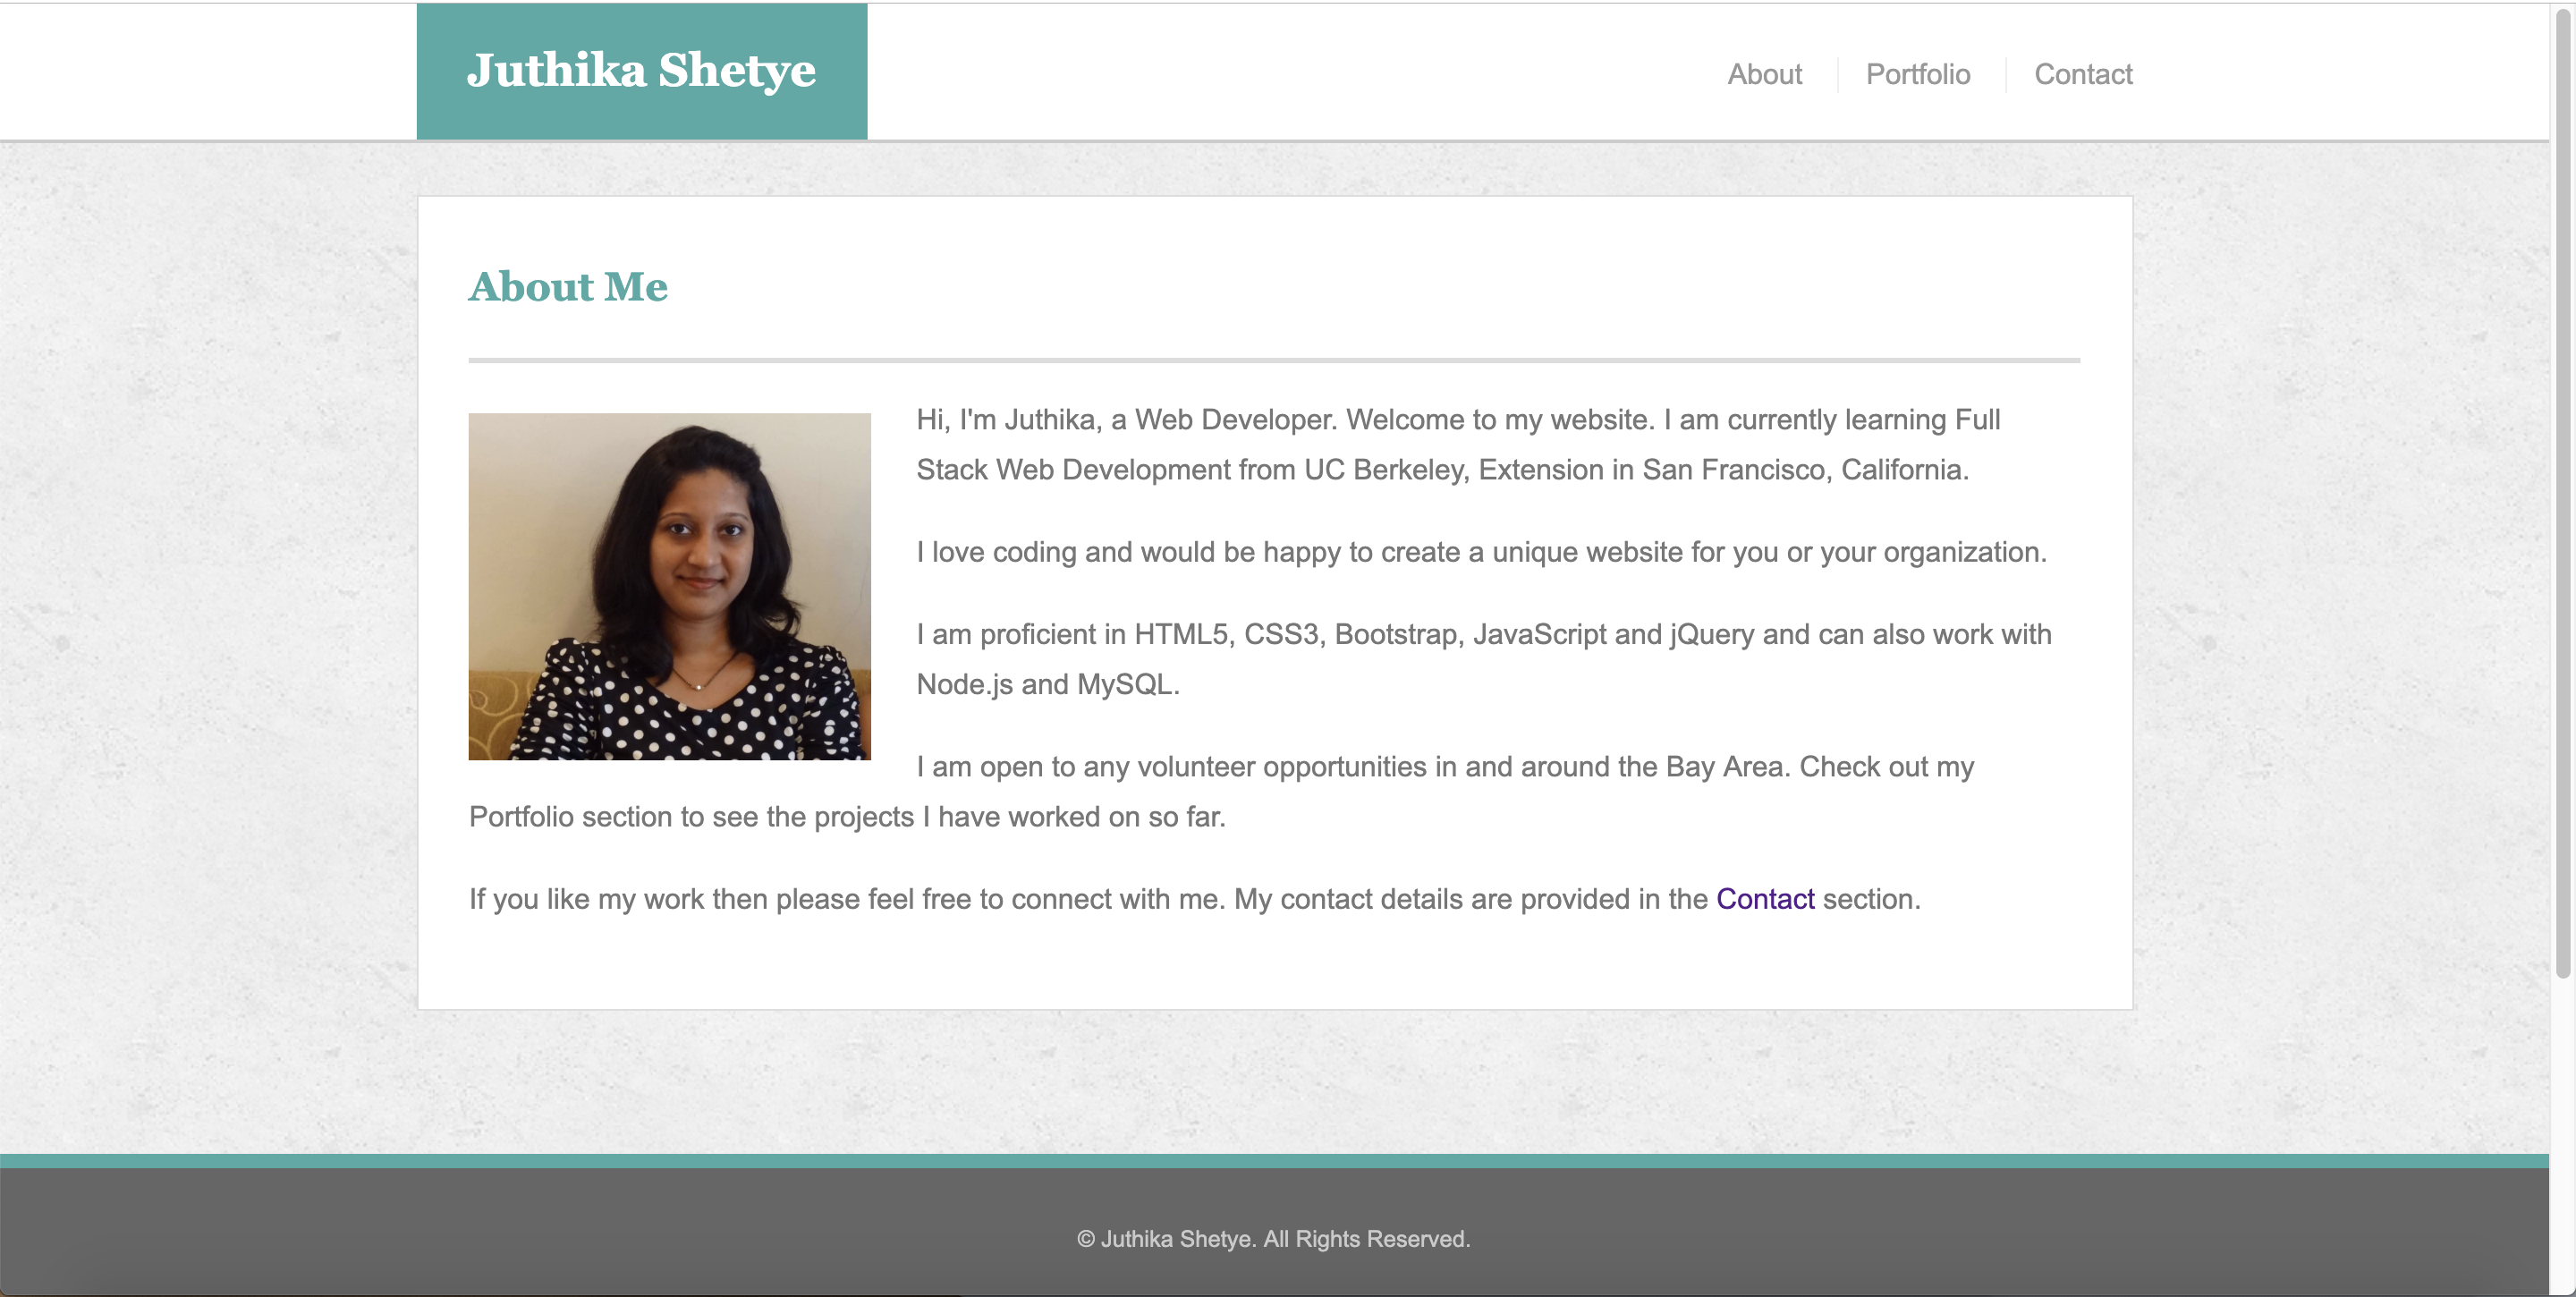 Juthika Shetye
About
Portfolio
Contact
About Me
Hi, I'm Juthika, a Web Developer. Welcome to my website. I am currently learning Full
Stack Web Development from UC Berkeley, Extension in San Francisco, California.
I love coding and would be happy to create a unique website for you or your organization.
I am proficient in HTML5, CSS3, Bootstrap, JavaScript and jQuery and can also work with
Node.js and MySQL.
I am open to any volunteer opportunities in and around the Bay Area. Check out my
Portfolio section to see the projects I have worked on so far.
If you like my work then please feel free to connect with me. My contact details are provided in the Contact section.
© Juthika Shetye. All Rights Reserved.